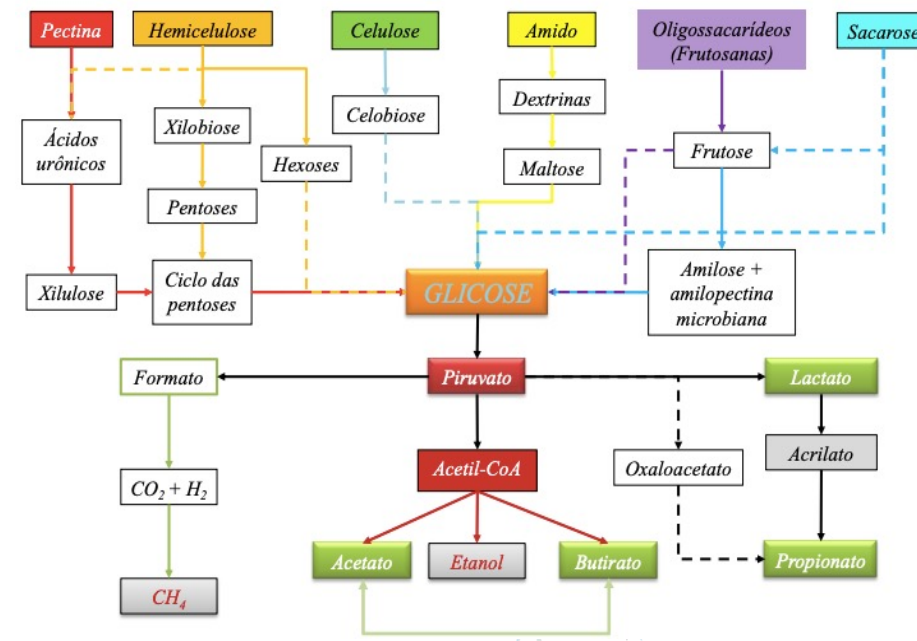 Pectina
Hemicelulose
Celulose
Amido
Oligossacarídeos
(Frutosanas)
Sacarose
Ácidos
urônicos
Xilobiose
Celobiose
Dextrinas
Hexoses
Maltose
Frutose
Pentoses
Xilulose
Ciclo das
pentoses
GLICOSE
Amilose +
amilopectina
microbiana
Formato
Piruvato
Lactato
Acetil-CoA
Oxaloacetato
Acrilato
CO₂ + H₂
Acetato
Etanol
Butirato
Propionato
CH₄